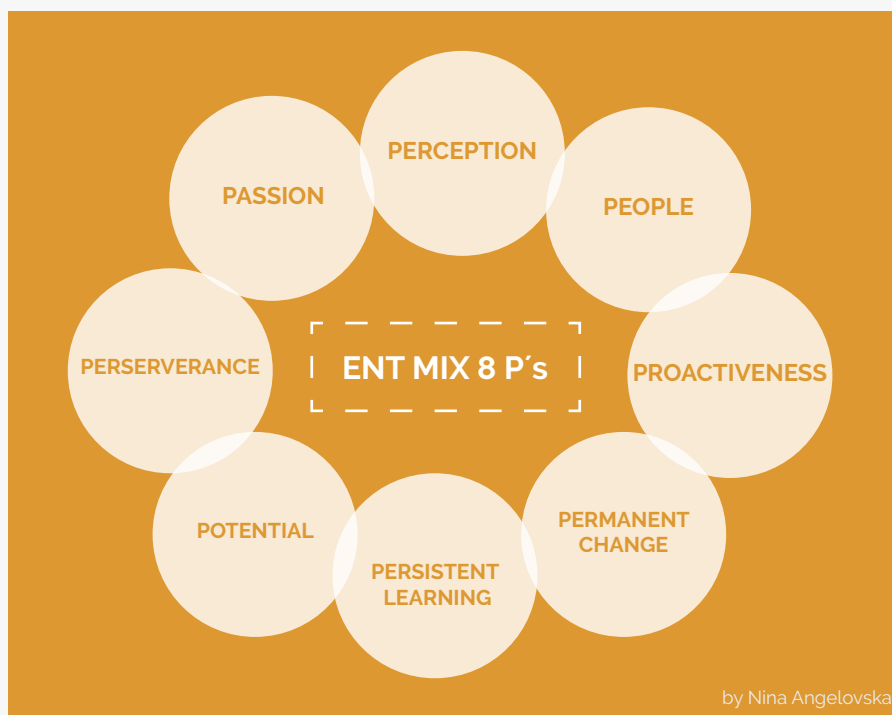 PERCEPTION
PEOPLE
PROACTIVENESS
PERMANENT
CHANGE
PERSISTENT
LEARNING
POTENTIAL
PERSERVERANCE
PASSION
ENT MIX 8 P´s
by Nina Angelovska